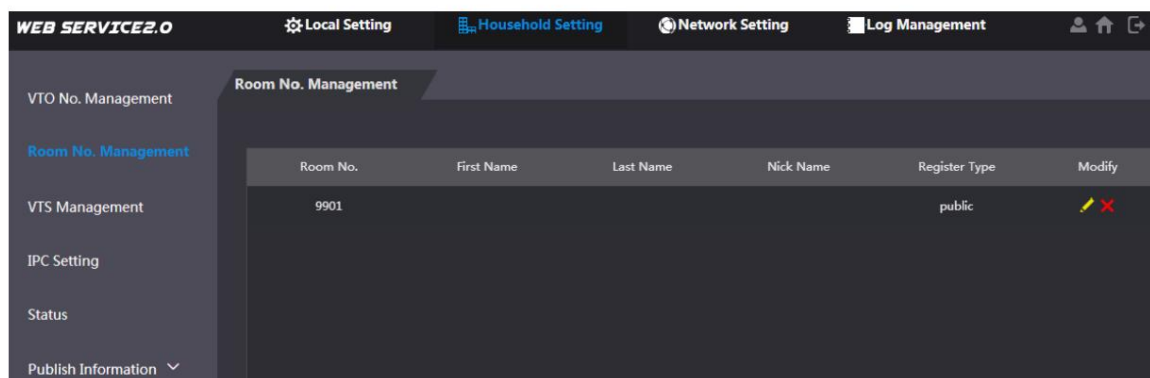 WEB SERVICE2.0 Local Setting Household Setting Network Setting Log Management
VTO No. Management
Room No. Management
VTS Management
IPC Setting
Status
Publish Information
Room No. Management
Room No. First Name Last Name Nick Name Register Type Modify
9901 public